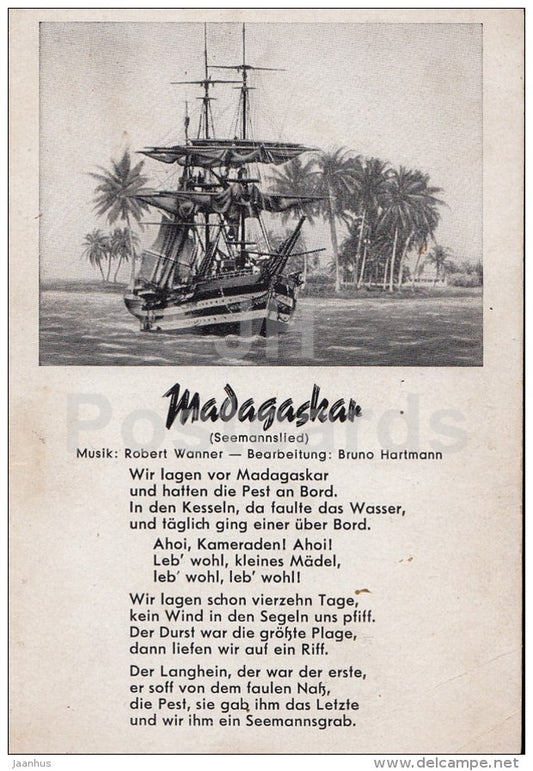 Madagaskar
(Seemannslied)
Musik: Robert Wanner — Bearbeitung: Bruno Hartmann
Wir lagen vor Madagaskar
und hatten die Pest an Bord.
In den Kesseln, da faulte das Wasser,
und täglich ging einer über Bord.
Ahoi, Kameraden! Ahoi!
Leb' wohl, kleines Mädel,
leb' wohl, leb' wohl!
Wir lagen schon vierzehn Tage,
kein Wind in den Segeln uns pfiff.
Der Durst war die größte Plage,
dann liefen wir auf ein Riff.
Der Langhein, der war der erste,
er soff von dem faulen Naß,
die Pest, sie gab ihm das Letzte
und wir ihm ein Seemannsgrab.
JH
Postcards
jaanhus
www.delcampe.net